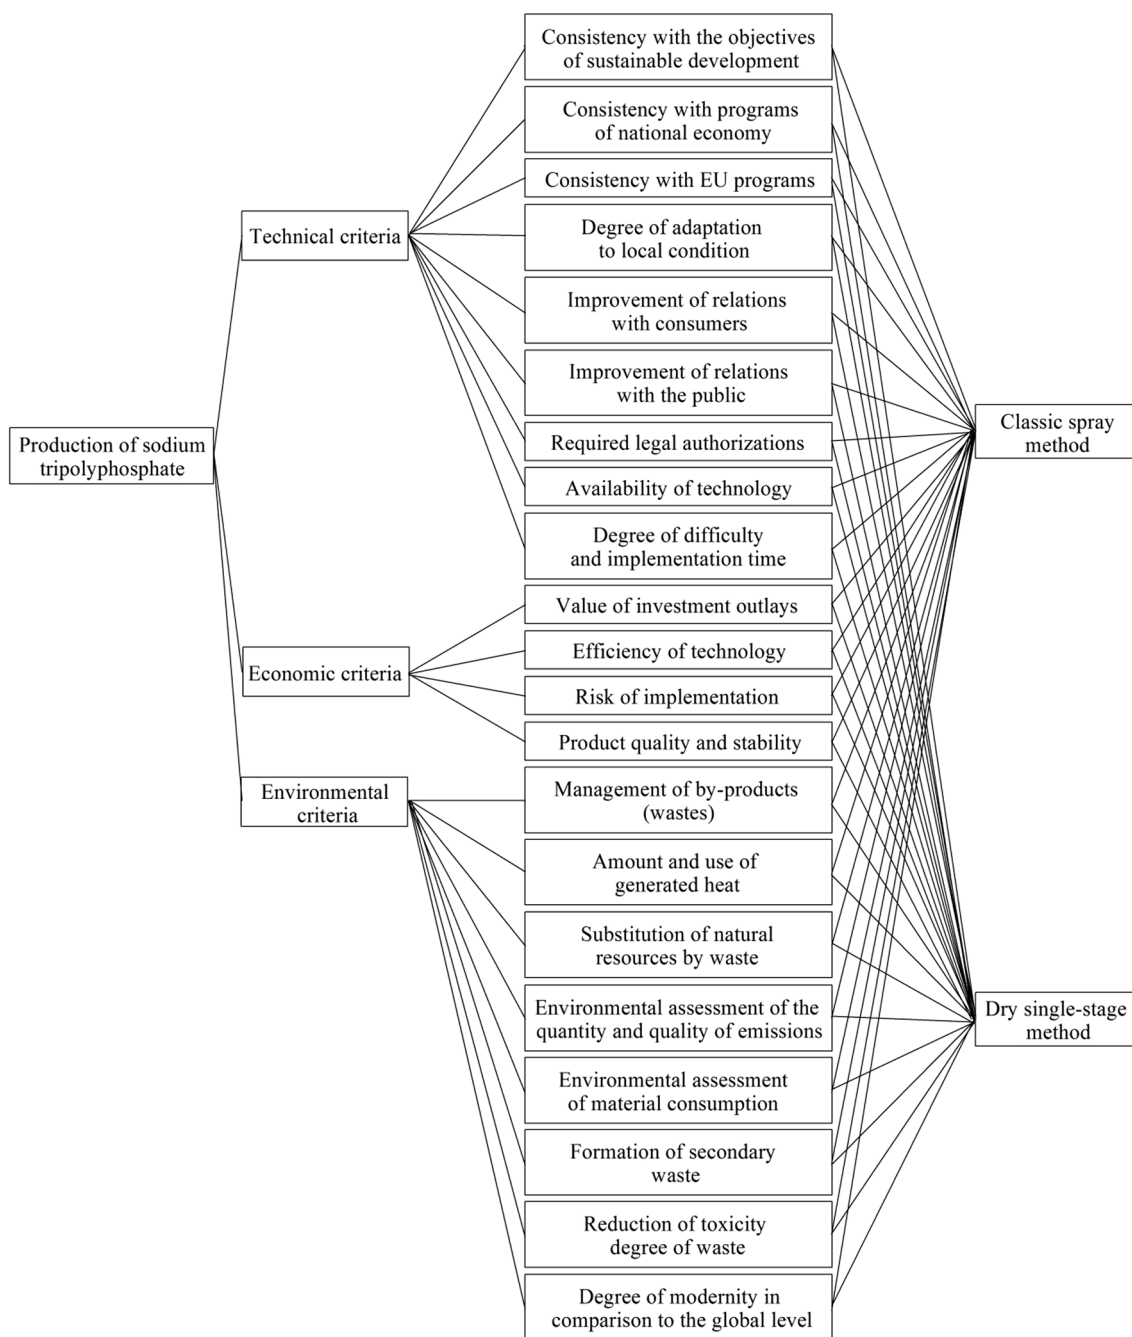 Production of sodium
tripolyphosphate
Technical criteria
Economic criteria
Environmental
criteria
Consistency with the objectives
of sustainable development
Consistency with programs
of national economy
Consistency with EU programs
Degree of adaptation
to local condition
Improvement of relations
with consumers
Improvement of relations
with the public
Required legal authorizations
Availability of technology
Degree of difficulty
and implementation time
Value of investment outlays
Efficiency of technology
Risk of implementation
Product quality and stability
Management of by-products
(wastes)
Amount and use of
generated heat
Substitution of natural
resources by waste
Environmental assessment of the
quantity and quality of emissions
Environmental assessment
of material consumption
Formation of secondary
waste
Reduction of toxicity
degree of waste
Degree of modernity in
comparison to the global level
Classic spray
method
Dry single-stage
method